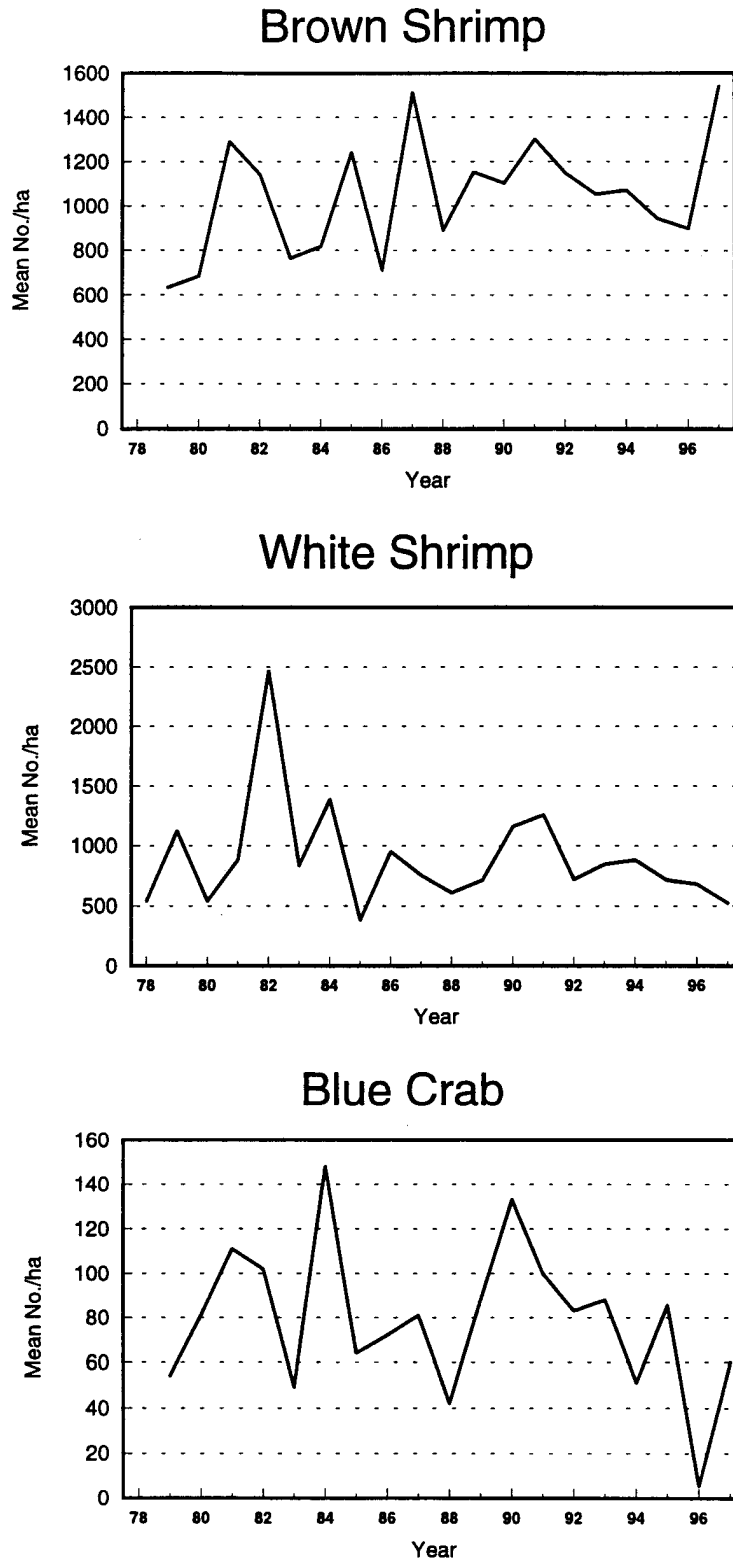 Brown Shrimp
1600
1400
1200
1000
800
600
400
200
0
Mean No./ha
78 80 82 84 86 88 90 92 94 96
Year
White Shrimp
3000
2500
2000
1500
1000
500
0
Mean No./ha
78 80 82 84 86 88 90 92 94 96
Year
Blue Crab
160
140
120
100
80
60
40
20
0
Mean No./ha
78 80 82 84 86 88 90 92 94 96
Year